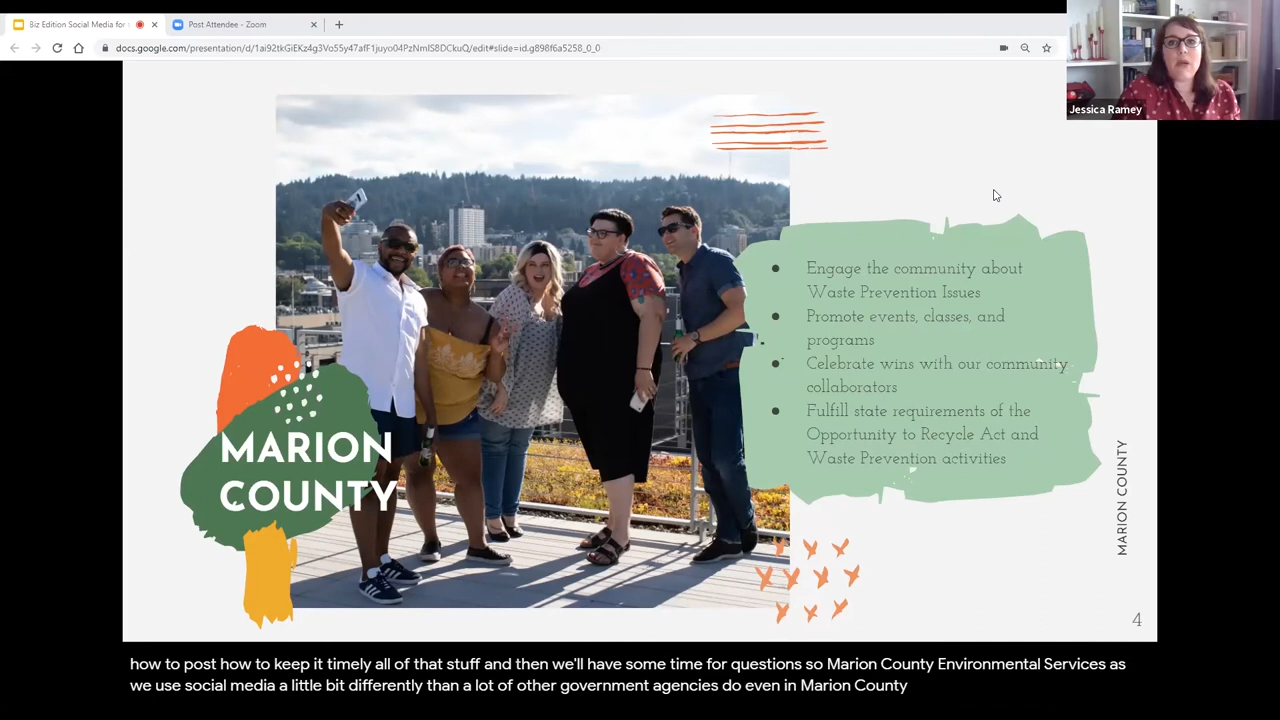 Biz Edition Social Media for
Post Attendee - Zoom
docs.google.com/presentation/d/1ai92tkGiEKz4g3Vo55y47afF1juyo04PzNmlS8DCkuQ/edit#slide=id.g898f6a5258_0_0
Jessica Ramey
Engage the community about
Waste Prevention Issues
Promote events, classes, and
programs
Celebrate wins with our community
collaborators
Fulfill state requirements of the
Opportunity to Recycle Act and
Waste Prevention activities
MARION
COUNTY
MARION COUNTY
4
how to post how to keep it timely all of that stuff and then we'll have some time for questions so Marion County Environmental Services as
we use social media a little bit differently than a lot of other government agencies do even in Marion County